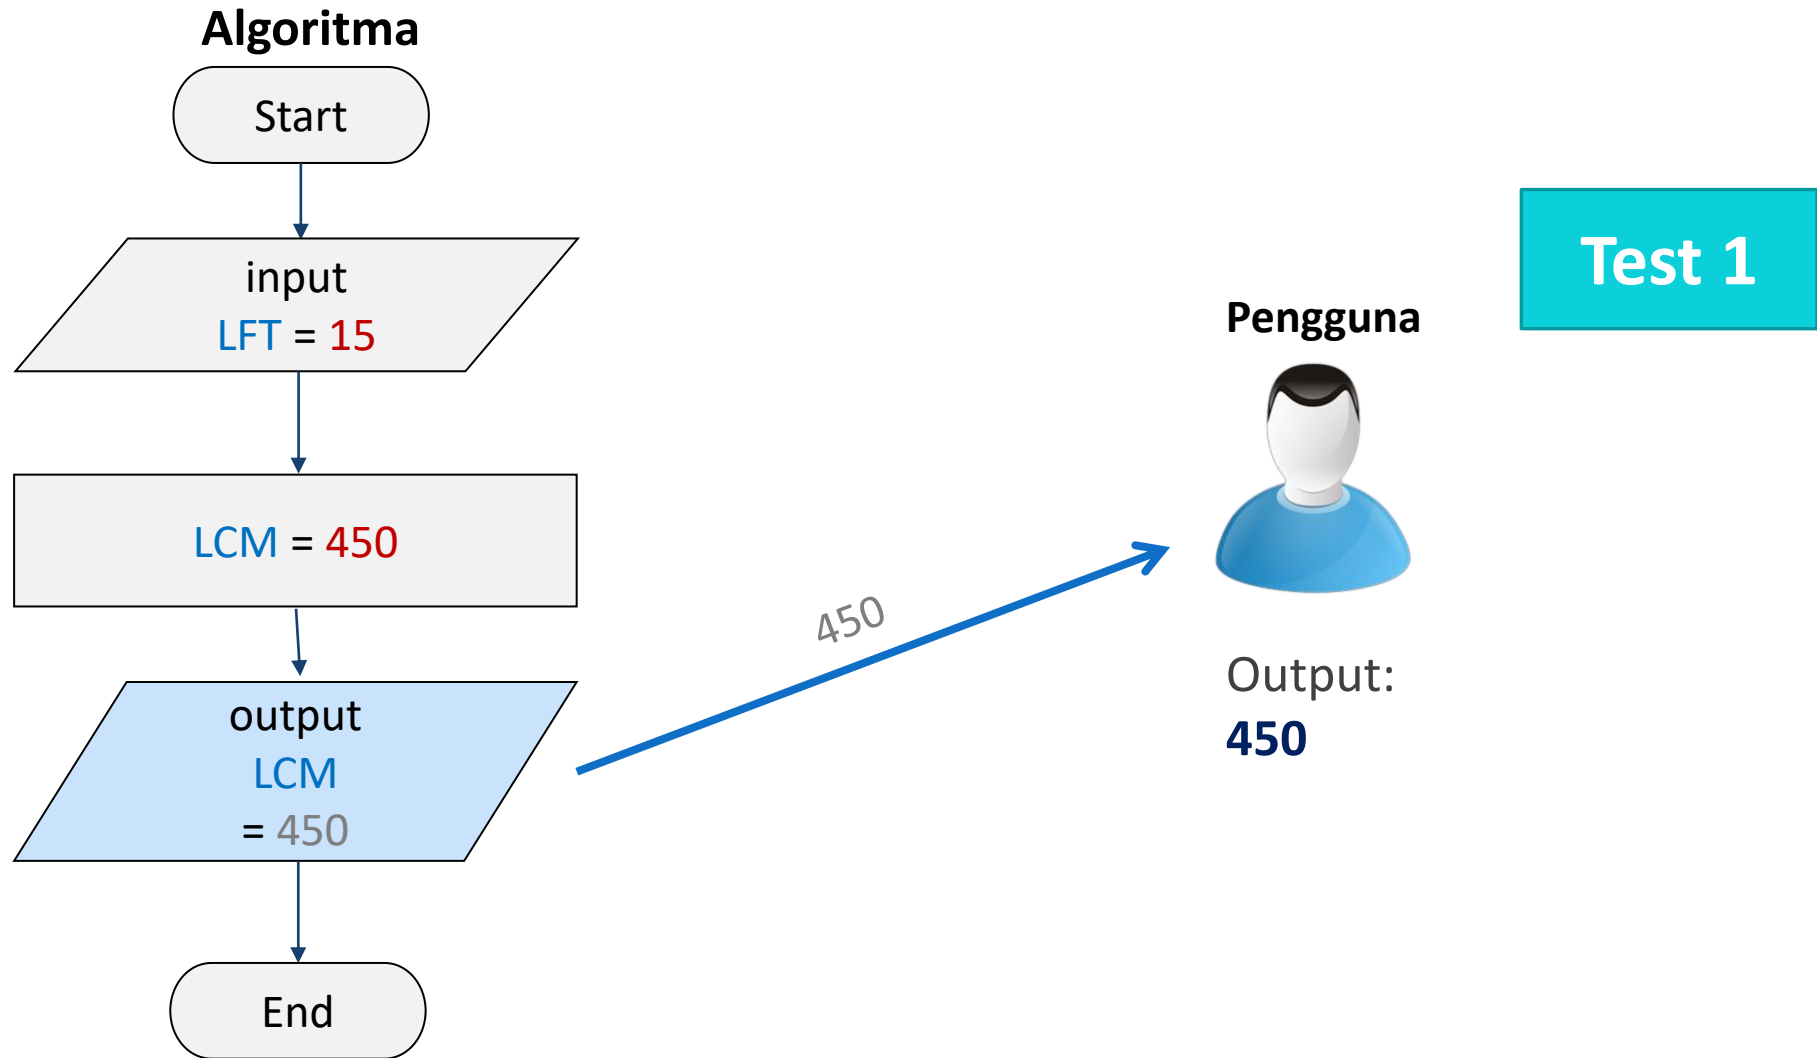 Algoritma
Start
input
LFT = 15
LCM = 450
output
LCM
= 450
End
450
Pengguna
Output:
450
Test 1